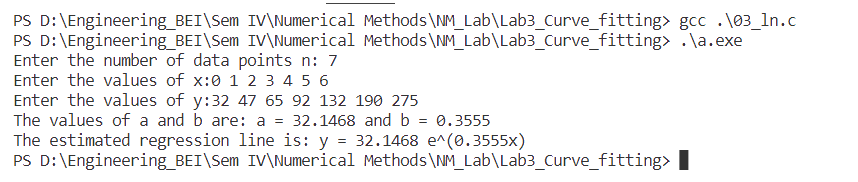 PS D:\Engineering_BEI\Sem IV\Numerical Methods\NM_Lab\Lab3_Curve_fitting> gcc .\03_ln.c
PS D:\Engineering_BEI\Sem IV\Numerical Methods\NM_Lab\Lab3_Curve_fitting> .\a.exe
Enter the number of data points n: 7
Enter the values of x:0 1 2 3 4 5 6
Enter the values of y:32 47 65 92 132 190 275
The values of a and b are: a = 32.1468 and b = 0.3555
The estimated regression line is: y = 32.1468 e^(0.3555x)
PS D:\Engineering_BEI\Sem IV\Numerical Methods\NM_Lab\Lab3_Curve_fitting>